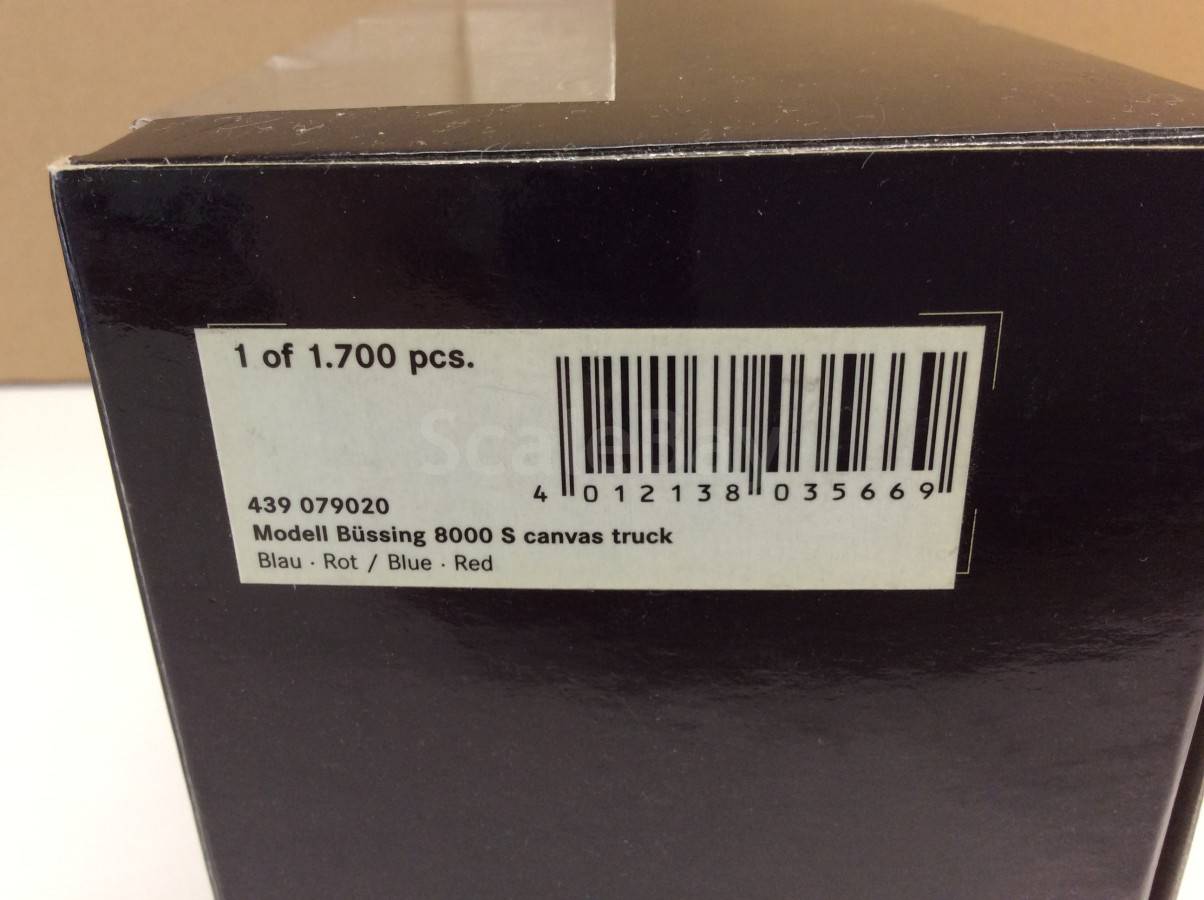 1 of 1.700 pcs.
4 012138 035669
439 079020
Modell Büssing 8000 S canvas truck
Blau · Rot / Blue · Red
ScaleBay